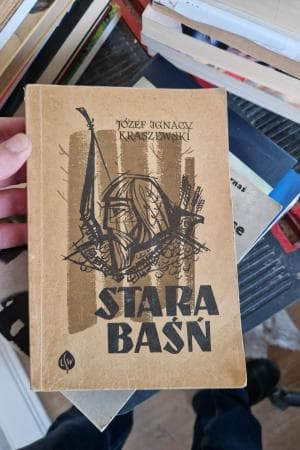 JÓZEF IGNACY
KRASZEWSKI
STARA
BAŚŃ